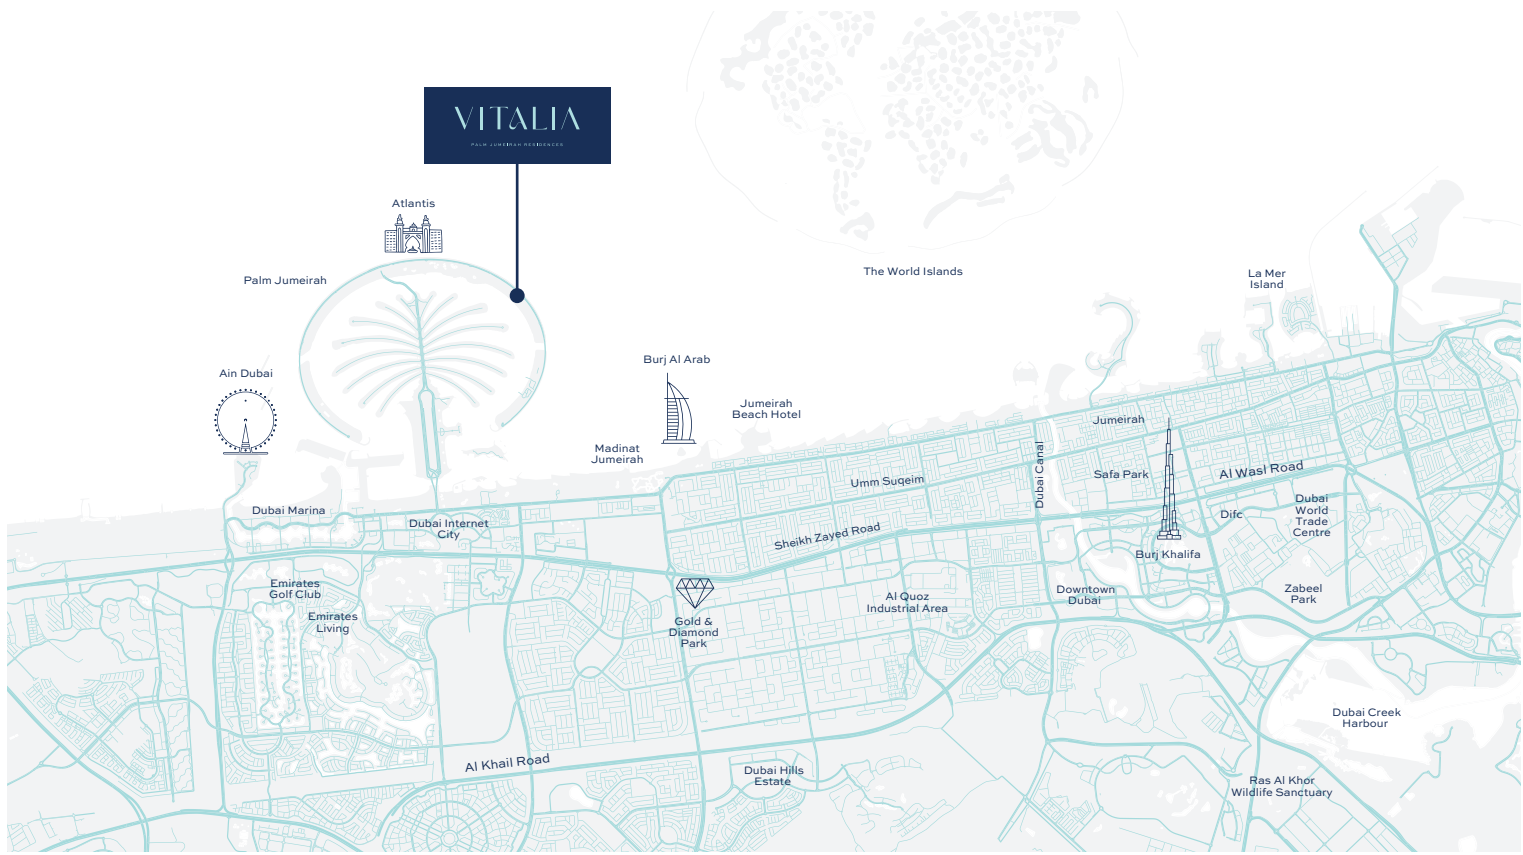 VITALIA
PALM JUMEIRAH RESIDENCES
Atlantis
Palm Jumeirah
The World Islands
La Mer
Island
Ain Dubai
Burj Al Arab
Jumeirah
Beach Hotel
Madinat
Jumeirah
Jumeirah
Umm Suqeim
Dubai Canal
Safa Park
Al Wasl Road
Dubai Marina
Dubai Internet
City
Sheikh Zayed Road
Difc
Dubai
World
Trade
Centre
Burj Khalifa
Emirates
Golf Club
Emirates
Living
Gold &
Diamond
Park
Al Quoz
Industrial Area
Downtown
Dubai
Zabeel
Park
Dubai Creek
Harbour
Al Khail Road
Dubai Hills
Estate
Ras Al Khor
Wildlife Sanctuary